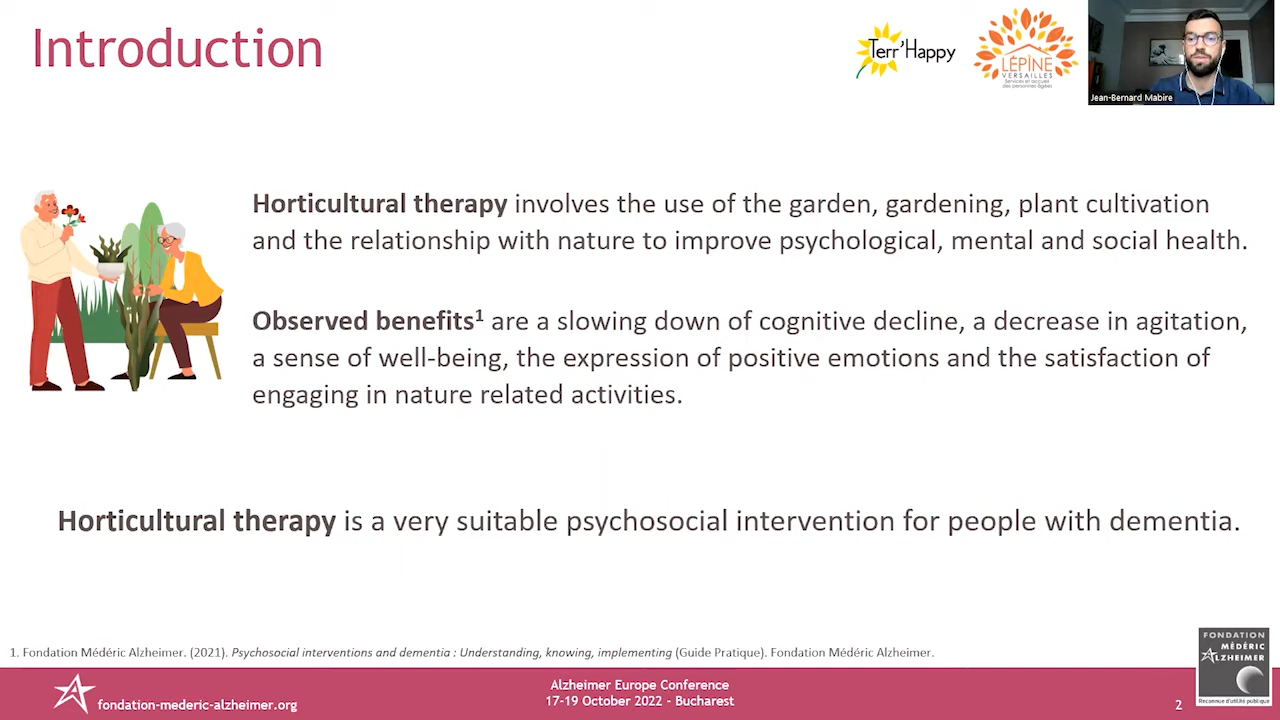 Introduction
Terr'Happy
LÉPINE
VERSAILLES
Services et accueil
des personnes âgées
Jean-Bernard Mabire
Horticultural therapy involves the use of the garden, gardening, plant cultivation
and the relationship with nature to improve psychological, mental and social health.
Observed benefits¹ are a slowing down of cognitive decline, a decrease in agitation,
a sense of well-being, the expression of positive emotions and the satisfaction of
engaging in nature related activities.
Horticultural therapy is a very suitable psychosocial intervention for people with dementia.
1. Fondation Médéric Alzheimer. (2021). Psychosocial interventions and dementia : Understanding, knowing, implementing (Guide Pratique). Fondation Médéric Alzheimer.
fondation-mederic-alzheimer.org
Alzheimer Europe Conference
17-19 October 2022 - Bucharest
2
FONDATION
MÉDÉRIC
ALZHEIMER
Reconnue d'utilité publique